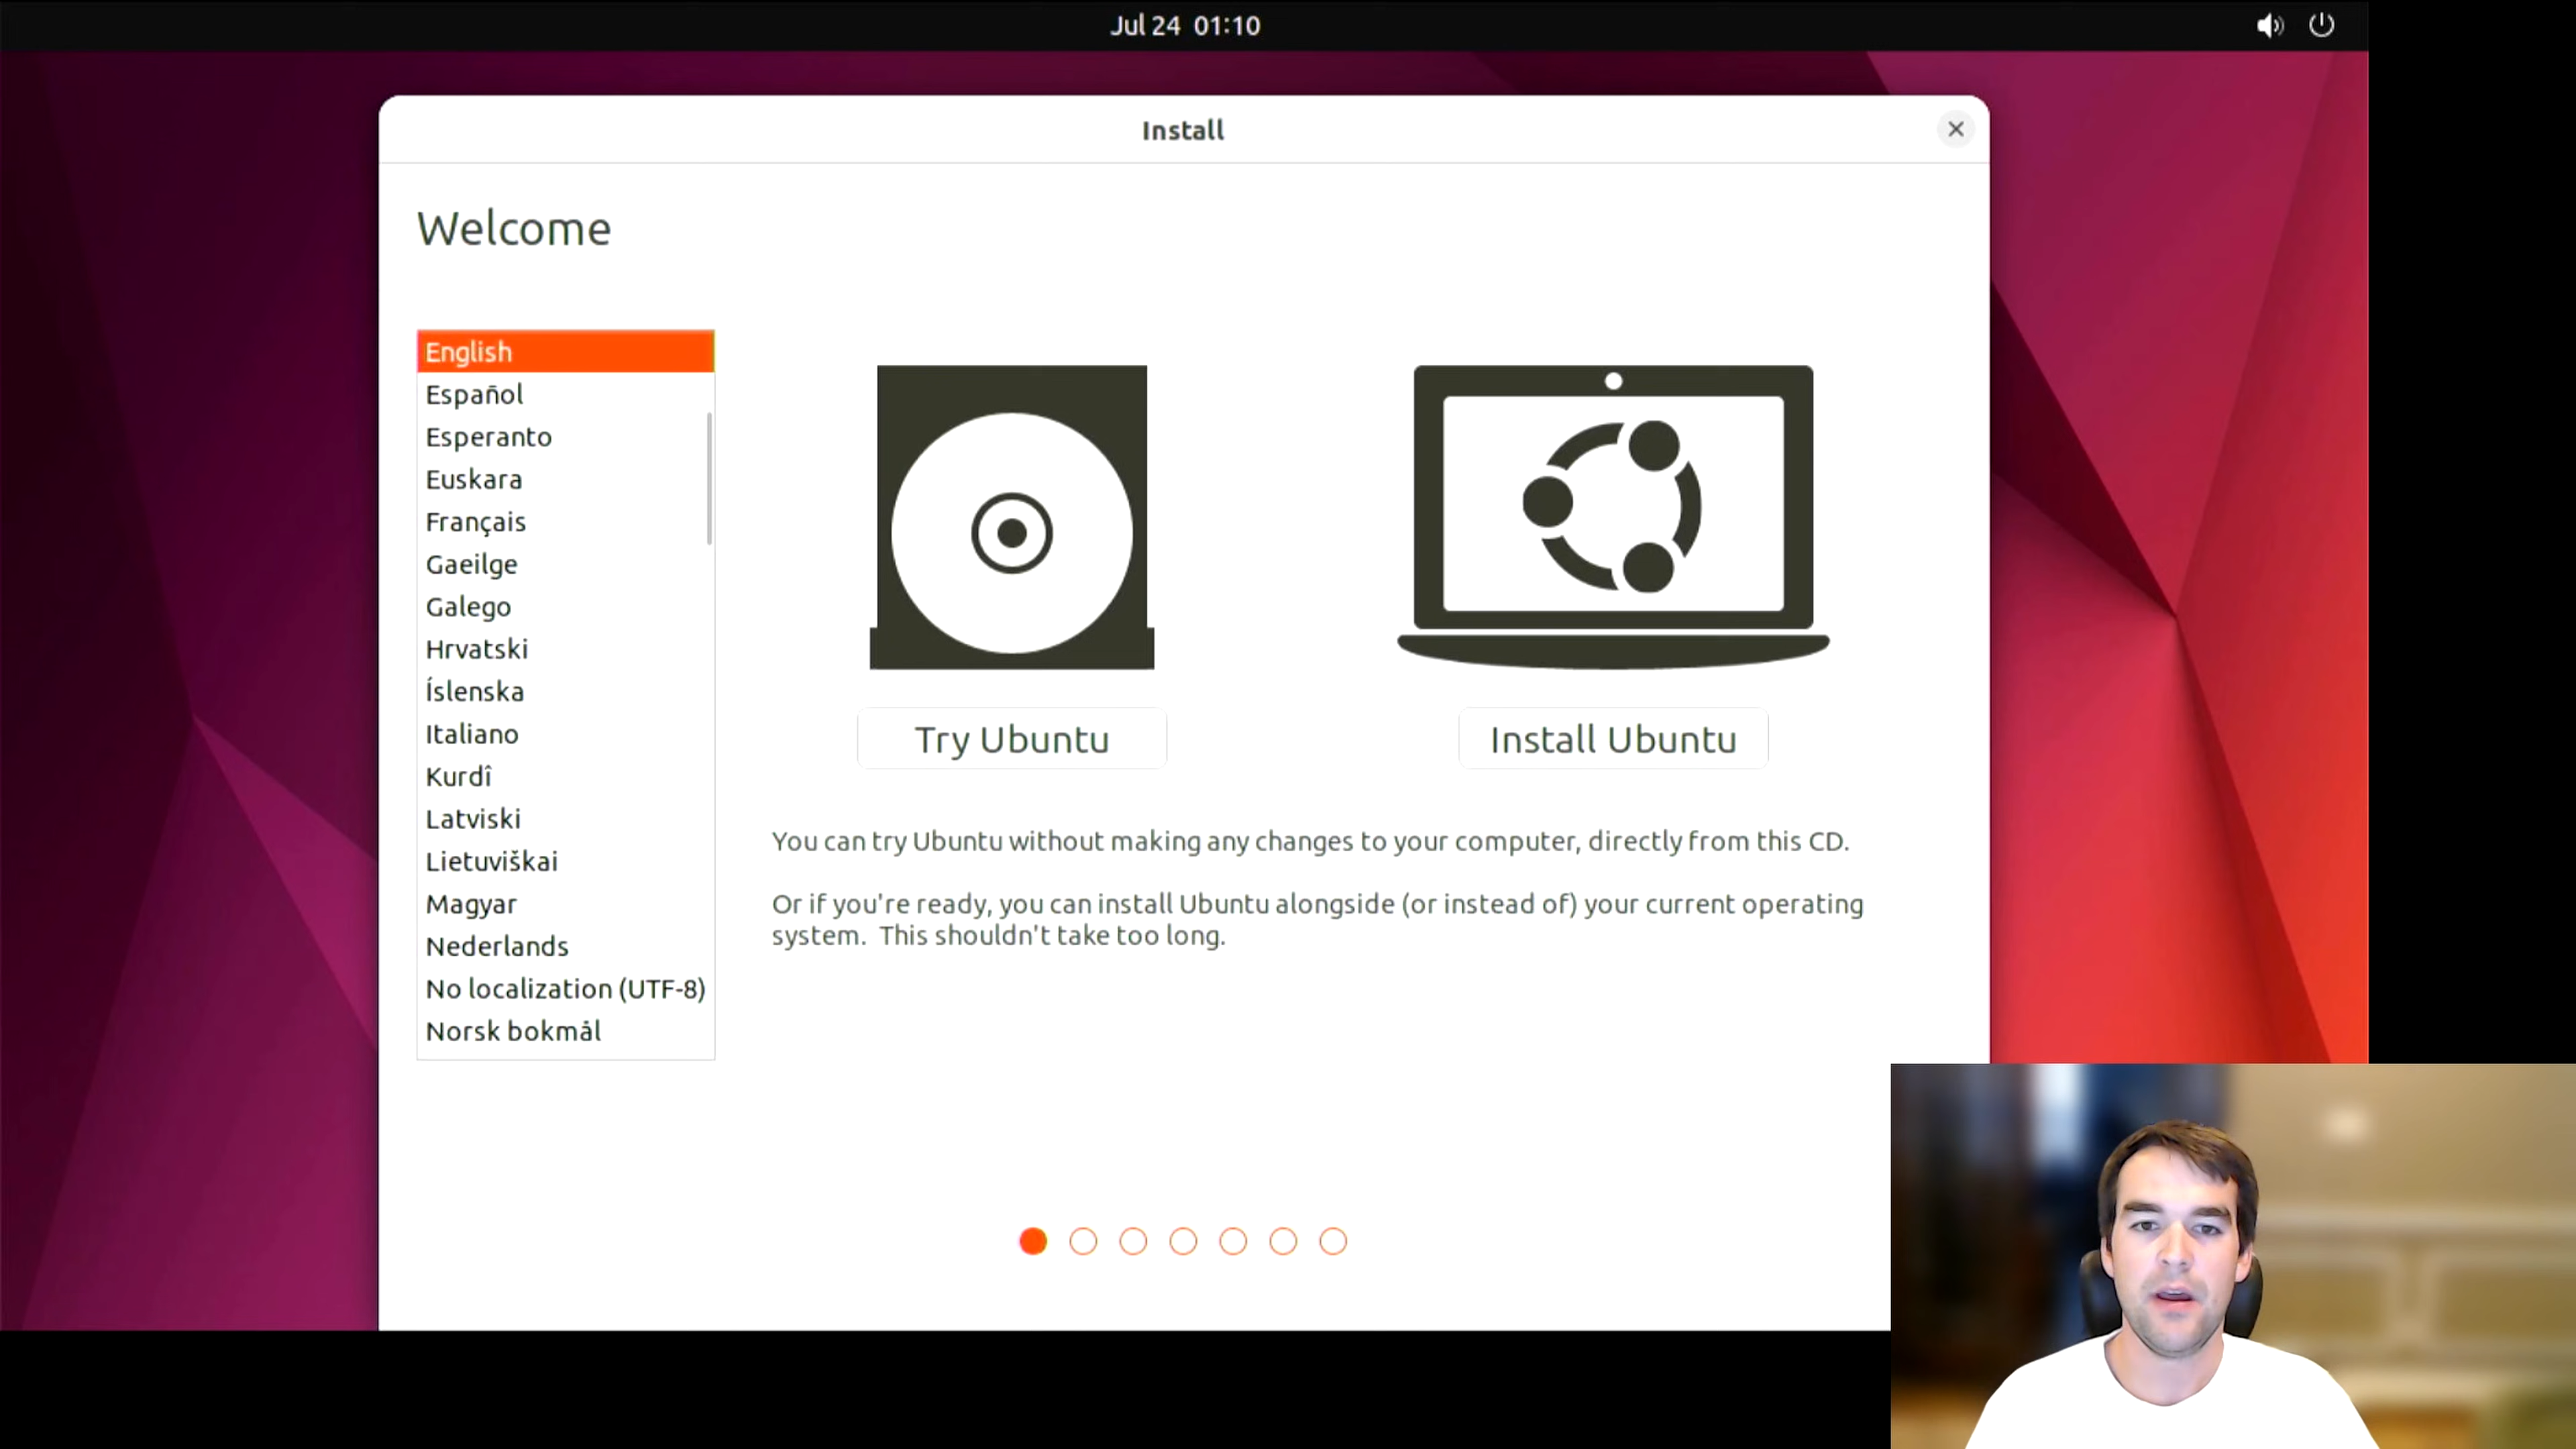 Jul 24  01:10
Install
Welcome
English
Español
Esperanto
Euskara
Français
Gaeilge
Galego
Hrvatski
Íslenska
Italiano
Kurdî
Latviski
Lietuviškai
Magyar
Nederlands
No localization (UTF-8)
Norsk bokmål
Try Ubuntu
Install Ubuntu
You can try Ubuntu without making any changes to your computer, directly from this CD.
Or if you're ready, you can install Ubuntu alongside (or instead of) your current operating
system.  This shouldn't take too long.